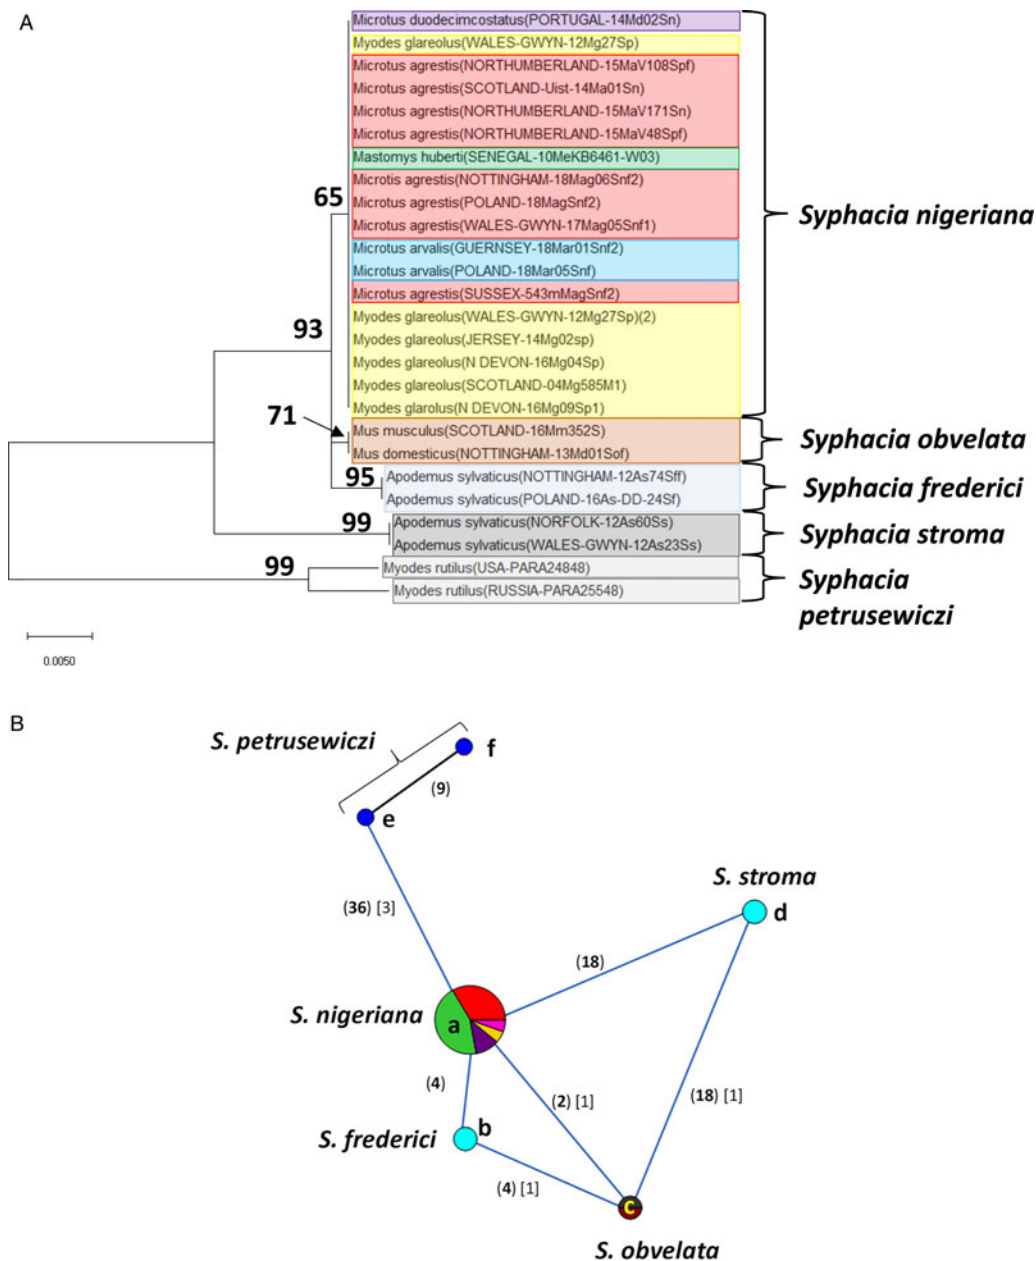 A
Microtus duodecimcostatus(PORTUGAL-14Md02Sn)
Myodes glareolus(WALES-GWYN-12Mg27Sp)
Microtus agrestis(NORTHUMBERLAND-15MaV108Spf)
Microtus agrestis(SCOTLAND-Uist-14Ma01Sn)
Microtus agrestis(NORTHUMBERLAND-15MaV171Sn)
Microtus agrestis(NORTHUMBERLAND-15MaV48Spf)
Mastomys huberti(SENEGAL-10MeKB6461-W03)
Microtis agrestis(NOTTINGHAM-18Mag06Snf2)
Microtus agrestis(POLAND-18MagSnf2)
Microtus agrestis(WALES-GWYN-17Mag05Snf1)
Microtus arvalis(GUERNSEY-18Mar01Snf2)
Microtus arvalis(POLAND-18Mar05Snf)
Microtus agrestis(SUSSEX-543mMagSnf2)
Myodes glareolus(WALES-GWYN-12Mg27Sp)(2)
Myodes glareolus(JERSEY-14Mg02sp)
Myodes glareolus(N DEVON-16Mg04Sp)
Myodes glareolus(SCOTLAND-04Mg585M1)
Myodes glarolus(N DEVON-16Mg09Sp1)
Mus musculus(SCOTLAND-16Mm352S)
Mus domesticus(NOTTINGHAM-13Md01Sof)
Apodemus sylvaticus(NOTTINGHAM-12As74Sff)
Apodemus sylvaticus(POLAND-16As-DD-24Sf)
Apodemus sylvaticus(NORFOLK-12As60Ss)
Apodemus sylvaticus(WALES-GWYN-12As23Ss)
Myodes rutilus(USA-PARA24848)
Myodes rutilus(RUSSIA-PARA25548)
65
93
71
95
99
99
Syphacia nigeriana
Syphacia obvelata
Syphacia frederici
Syphacia stroma
Syphacia
petrusewiczi
0.0050
B
S. petrusewiczi
f
(9)
e
S. stroma
d
(36) [3]
(18)
S. nigeriana
a
(4)
(2) [1]
(18) [1]
S. frederici
b
(4) [1]
c
S. obvelata